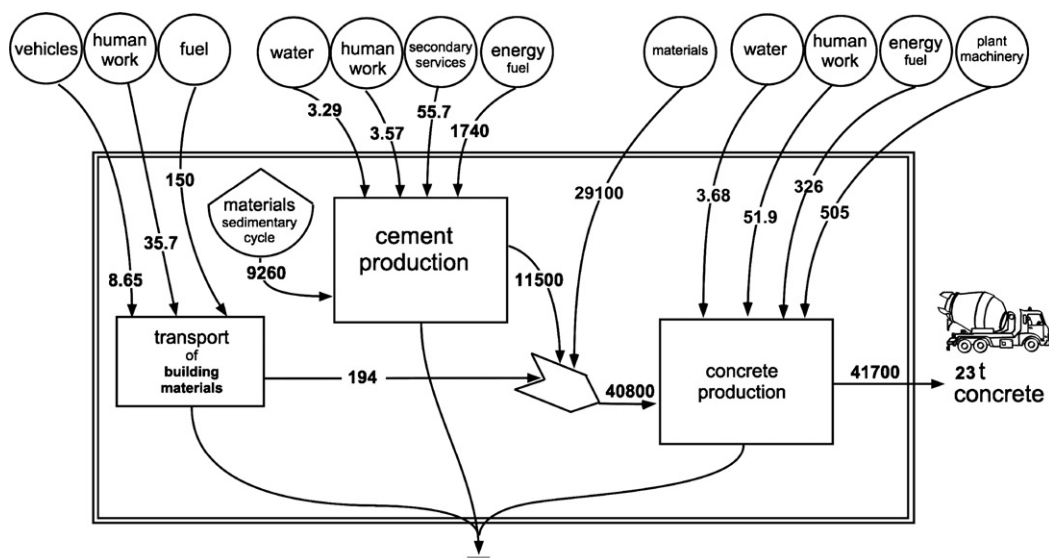 vehicles
human
work
fuel
water
human
work
secondary
services
energy
fuel
materials
water
human
work
energy
fuel
plant
machinery
3.29
3.57
55.7
1740
150
35.7
8.65
materials
sedimentary
cycle
9260
cement
production
11500
29100
3.68
51.9
326
505
transport
of
building
materials
194
40800
concrete
production
41700
23 t
concrete